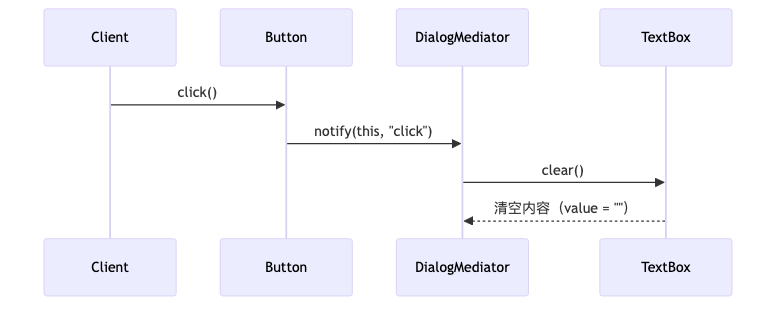 Client
Button
DialogMediator
TextBox
click()
notify(this, "click")
clear()
清空内容（value = ""）
Client
Button
DialogMediator
TextBox